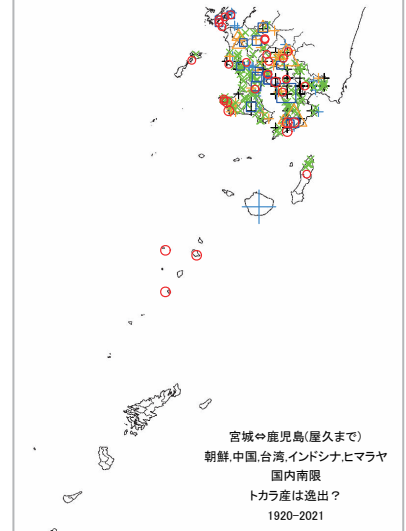 宮城⇔鹿児島(屋久まで)
朝鮮,中国,台湾,インドシナ,ヒマラヤ
国内南限
トカラ産は逸出？
1920-2021